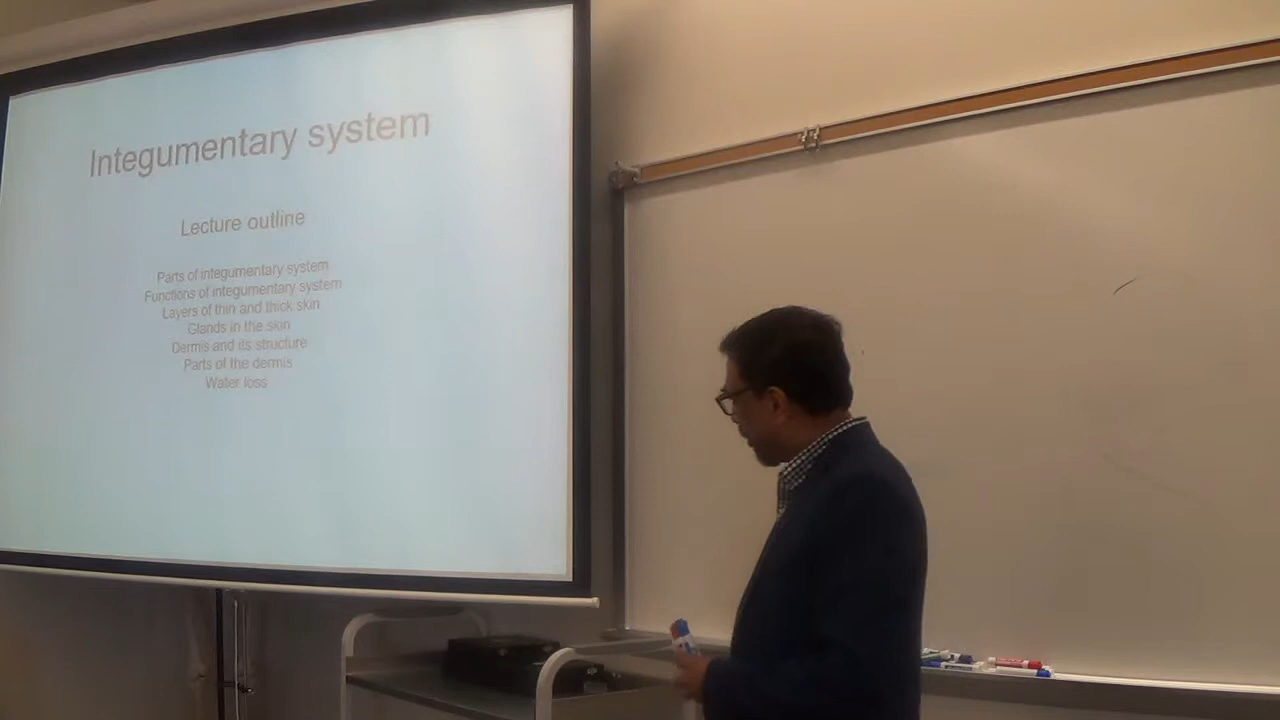 Integumentary system
Lecture outline
Parts of integumentary system
Functions of integumentary system
Layers of thin and thick skin
Glands in the skin
Dermis and its structure
Parts of the dermis
Water loss